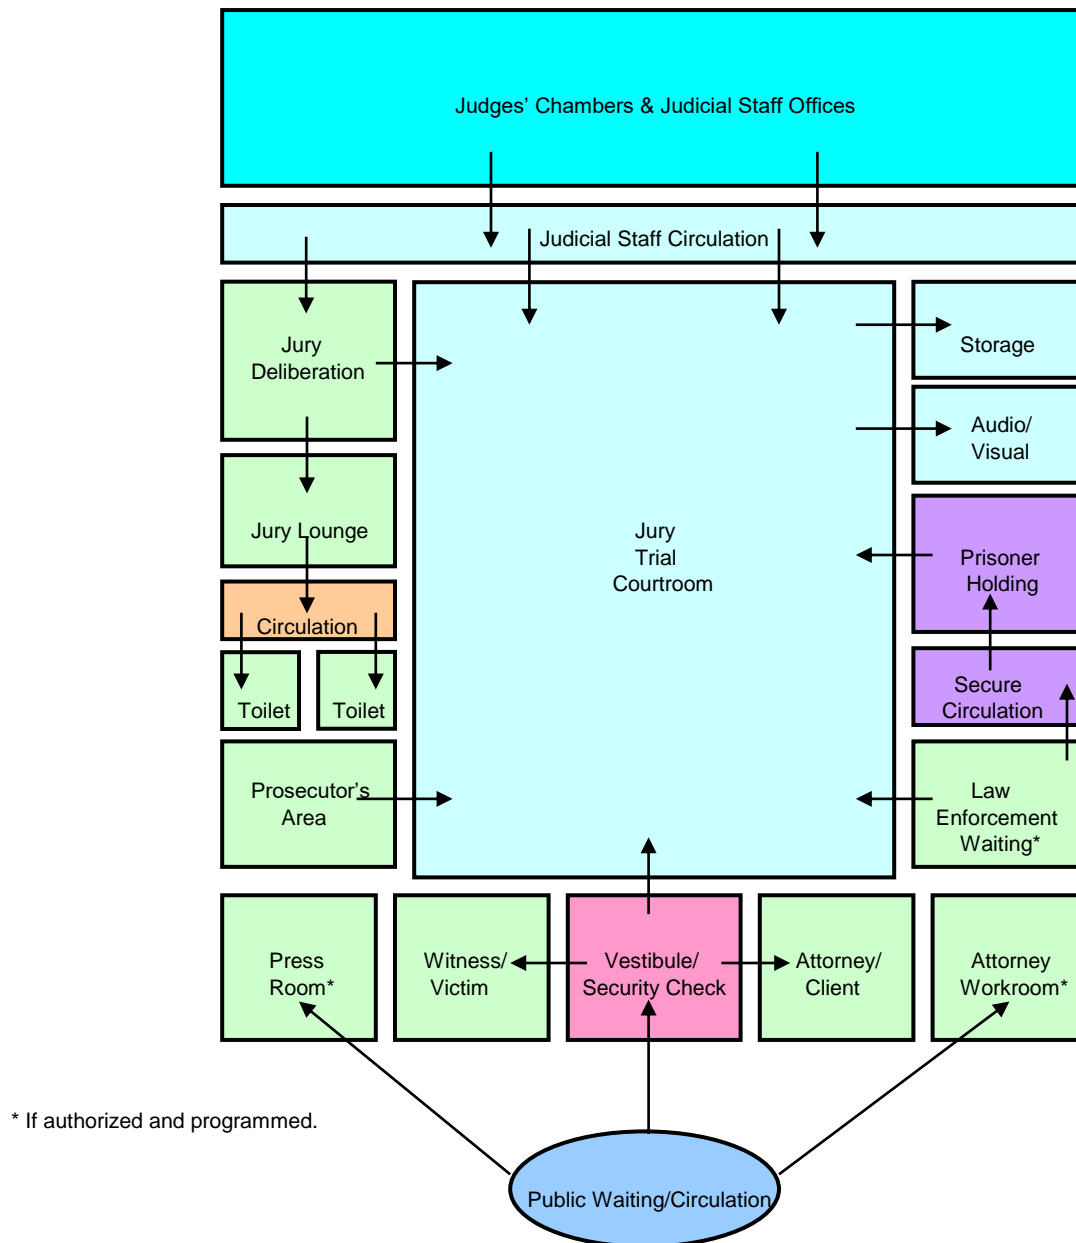 Judges’ Chambers & Judicial Staff Offices
Judicial Staff Circulation
Jury
Deliberation
Storage
Audio/
Visual
Jury Lounge
Jury
Trial
Courtroom
Prisoner
Holding
Circulation
Toilet
Toilet
Secure
Circulation
Prosecutor’s
Area
Law
Enforcement
Waiting*
Press
Room*
Witness/
Victim
Vestibule/
Security Check
Attorney/
Client
Attorney
Workroom*
* If authorized and programmed.
Public Waiting/Circulation